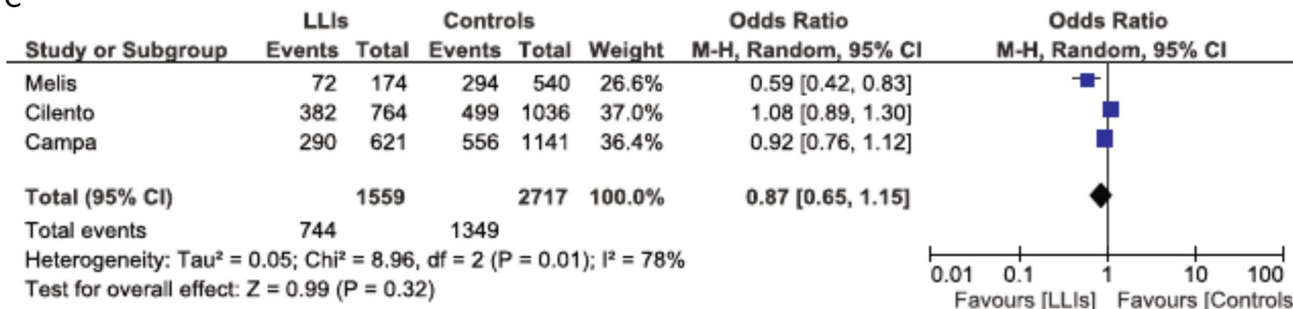 C
LLIs Controls Odds Ratio Odds Ratio
Study or Subgroup Events Total Events Total Weight M-H, Random, 95% CI M-H, Random, 95% CI
Melis 72 174 294 540 26.6% 0.59 [0.42, 0.83]
Cilento 382 764 499 1036 37.0% 1.08 [0.89, 1.30]
Campa 290 621 556 1141 36.4% 0.92 [0.76, 1.12]
Total (95% CI) 1559 2717 100.0% 0.87 [0.65, 1.15]
Total events 744 1349
Heterogeneity: Tau² = 0.05; Chi² = 8.96, df = 2 (P = 0.01); I² = 78%
Test for overall effect: Z = 0.99 (P = 0.32)
0.01 0.1 1 10 100
Favours [LLIs] Favours [Controls